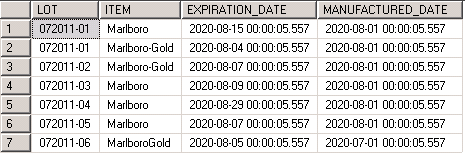 LOT ITEM EXPIRATION_DATE MANUFACTURED_DATE
1 072011-01 Marlboro 2020-08-15 00:00:05.557 2020-08-01 00:00:05.557
2 072011-01 Marlboro-Gold 2020-08-04 00:00:05.557 2020-08-01 00:00:05.557
3 072011-02 Marlboro-Gold 2020-08-07 00:00:05.557 2020-08-01 00:00:05.557
4 072011-03 Marlboro 2020-08-09 00:00:05.557 2020-08-01 00:00:05.557
5 072011-04 Marlboro 2020-08-29 00:00:05.557 2020-08-01 00:00:05.557
6 072011-05 Marlboro 2020-08-07 00:00:05.557 2020-08-01 00:00:05.557
7 072011-06 MarlboroGold 2020-08-05 00:00:05.557 2020-07-01 00:00:05.557